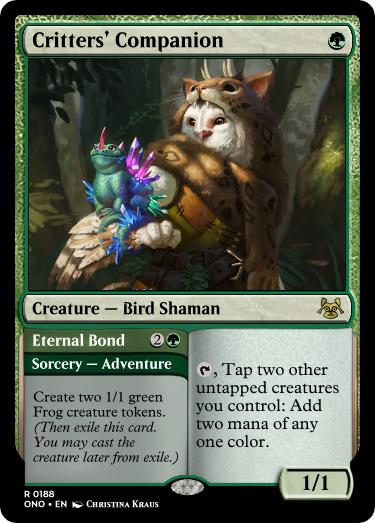 Critters' Companion
Creature — Bird Shaman
Eternal Bond 2
Sorcery — Adventure
Create two 1/1 green
Frog creature tokens.
(Then exile this card.
You may cast the
creature later from exile.)
, Tap two other
untapped creatures
you control: Add
two mana of any
one color.
1/1
R 0188
ONO • EN Christina Kraus